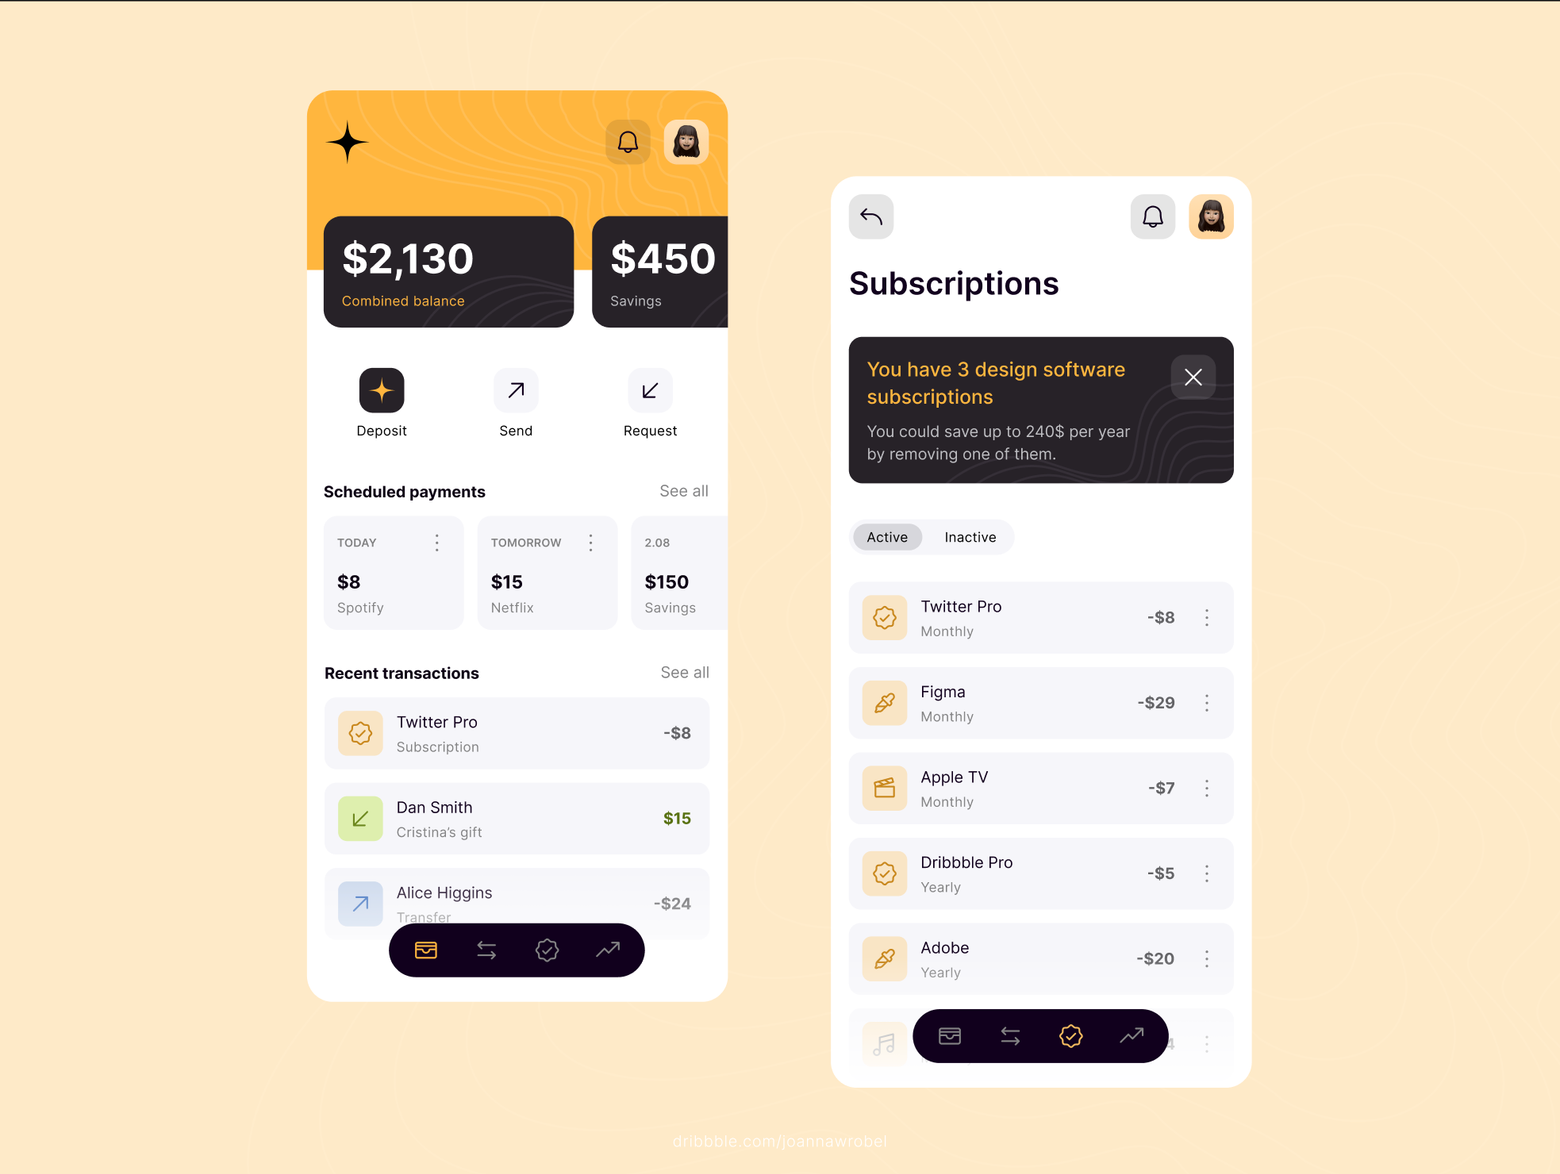 $2,130
Combined balance
$450
Savings
Deposit
Send
Request
Scheduled payments
See all
TODAY
$8
Spotify
TOMORROW
$15
Netflix
2.08
$150
Savings
Recent transactions
See all
Twitter Pro
Subscription
-$8
Dan Smith
Cristina’s gift
$15
Alice Higgins
Transfer
-$24
Subscriptions
You have 3 design software
subscriptions
You could save up to 240$ per year
by removing one of them.
Active
Inactive
Twitter Pro
Monthly
-$8
Figma
Monthly
-$29
Apple TV
Monthly
-$7
Dribbble Pro
Yearly
-$5
Adobe
Yearly
-$20
dribbble.com/joannawrobel